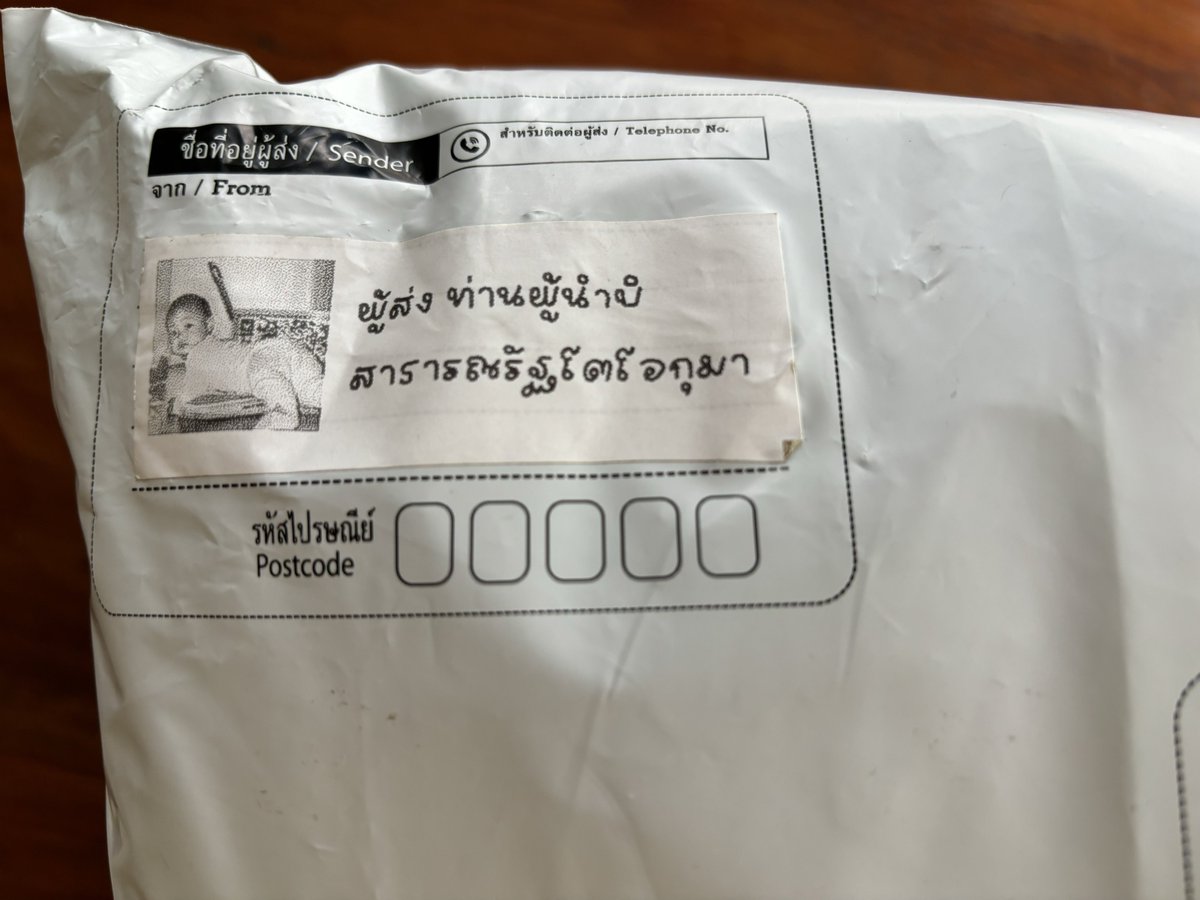 ชื่อที่อยู่ผู้ส่ง / Sender
สำหรับติดต่อผู้ส่ง / Telephone No.
จาก / From
ผู้ส่ง ท่านผู้นำบิ
สารารณรัฐโตโอกุมา
รหัสไปรษณีย์
Postcode